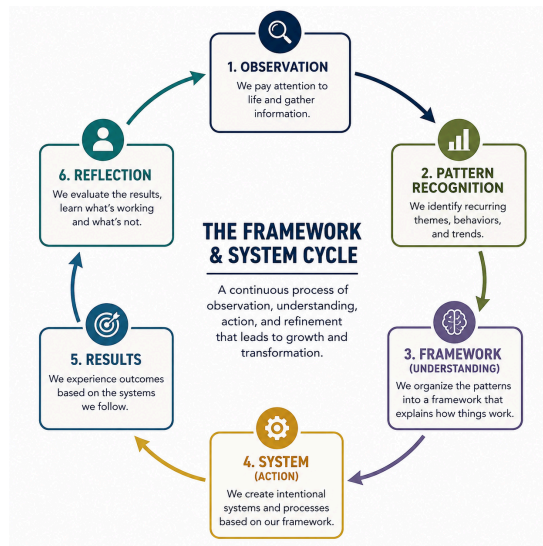 1. OBSERVATION
We pay attention to
life and gather
information.
2. PATTERN
RECOGNITION
We identify recurring
themes, behaviors,
and trends.
3. FRAMEWORK
(UNDERSTANDING)
We organize the patterns
into a framework that
explains how things work.
4. SYSTEM
(ACTION)
We create intentional
systems and processes
based on our framework.
5. RESULTS
We experience outcomes
based on the systems
we follow.
6. REFLECTION
We evaluate the results,
learn what's working
and what's not.
THE FRAMEWORK
& SYSTEM CYCLE
A continuous process of
observation, understanding,
action, and refinement
that leads to growth and
transformation.